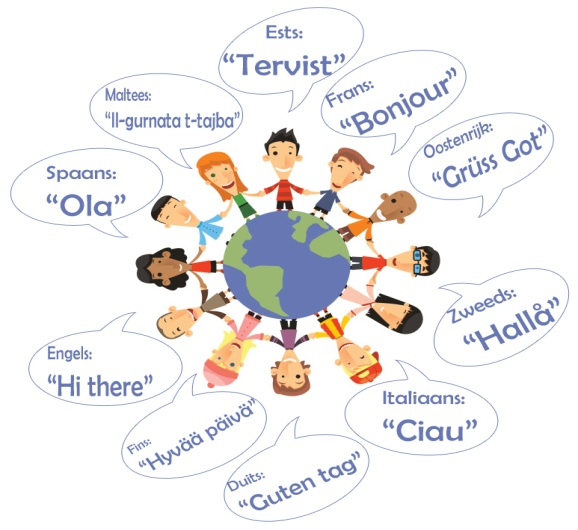 Ests:
“Tervist”
Frans:
“Bonjour”
Oostenrijk:
“Grüss Got”
Zweeds:
“Hallå”
Italiaans:
“Ciau”
Duits:
“Guten tag”
Fins:
“Hyvää päivä”
Engels:
“Hi there”
Spaans:
“Ola”
Maltees:
“Il-gurnata t-tajba”